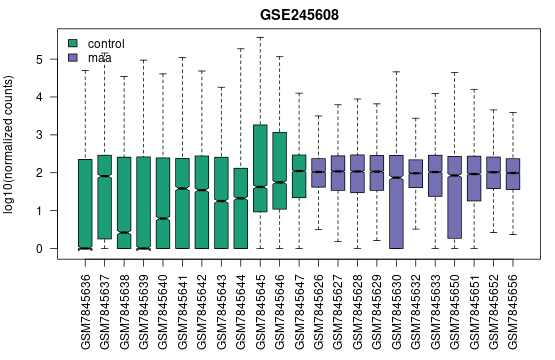 GSE245608
log10(normalized counts)
5
4
3
2
1
0
control
maa
GSM7845636
GSM7845637
GSM7845638
GSM7845639
GSM7845640
GSM7845641
GSM7845642
GSM7845643
GSM7845644
GSM7845645
GSM7845646
GSM7845647
GSM7845626
GSM7845627
GSM7845628
GSM7845629
GSM7845630
GSM7845632
GSM7845633
GSM7845650
GSM7845651
GSM7845652
GSM7845656